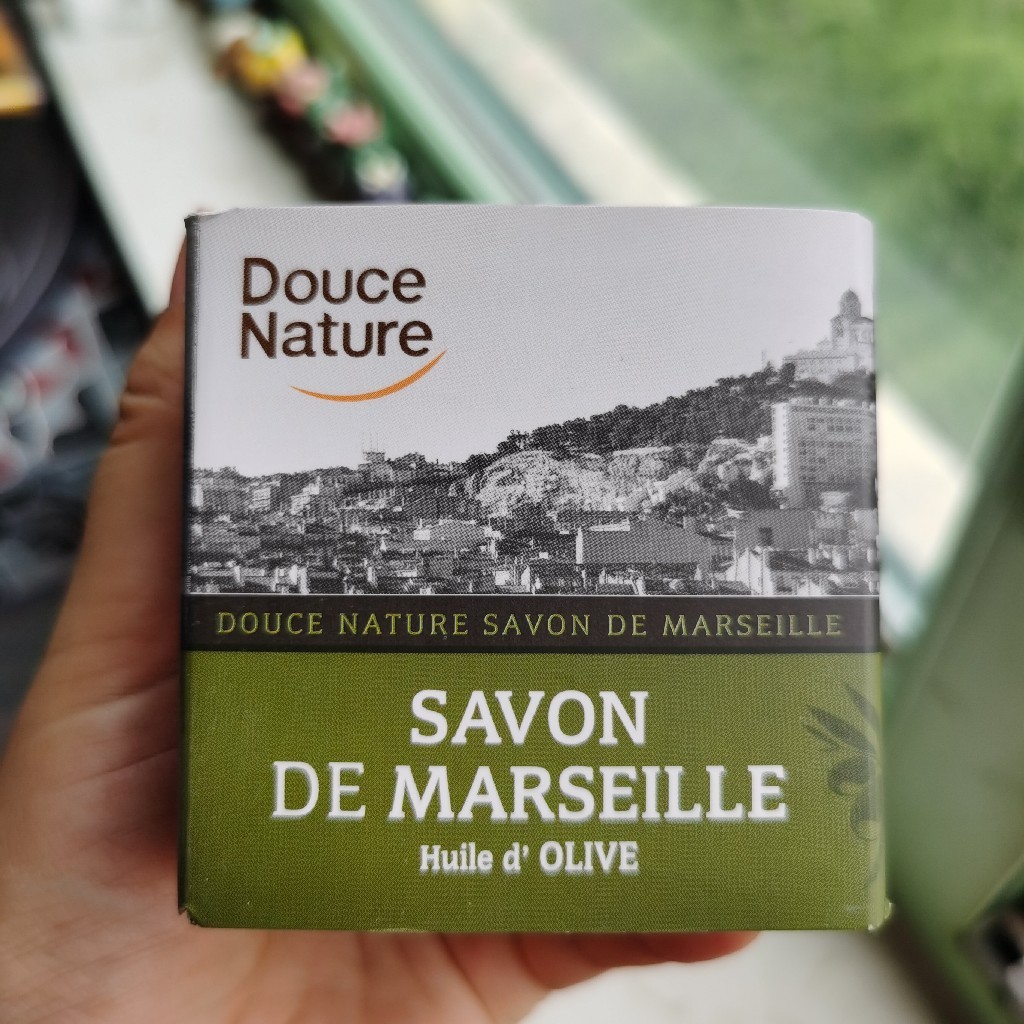 Douce
Nature
DOUCE NATURE SAVON DE MARSEILLE
SAVON
DE MARSEILLE
Huile d' OLIVE